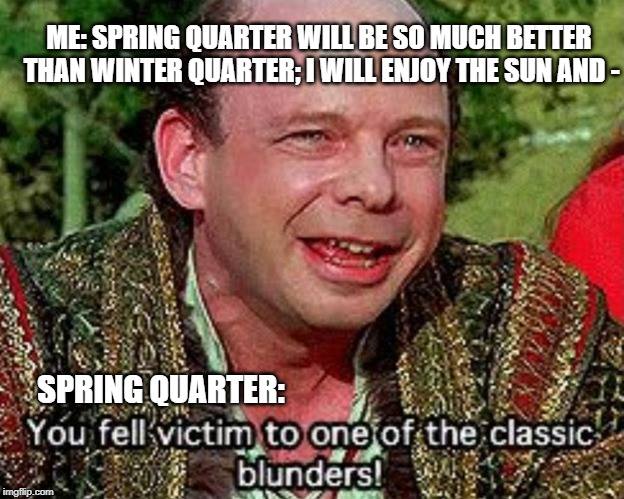 ME: SPRING QUARTER WILL BE SO MUCH BETTER
THAN WINTER QUARTER; I WILL ENJOY THE SUN AND -
SPRING QUARTER:
You fell victim to one of the classic
blunders!
imgflip.com